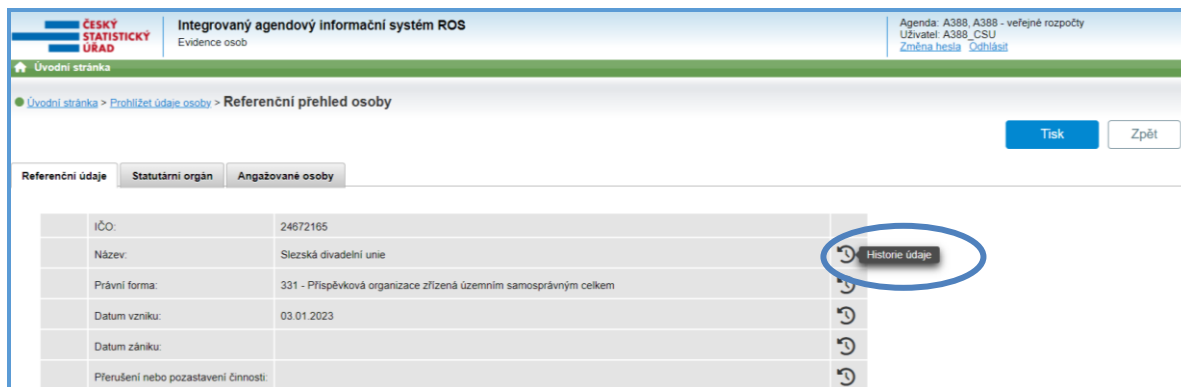 ČESKÝ
STATISTICKÝ
ÚŘAD
Integrovaný agendový informační systém ROS
Evidence osob
Agenda: A388, A388 - veřejné rozpočty
Uživatel: A388_CSU
Změna hesla Odhlásit
Úvodní stránka
Úvodní stránka > Prohlížet údaje osoby > Referenční přehled osoby
Tisk Zpět
Referenční údaje Statutární orgán Angažované osoby
IČO: 24672165
Název: Slezská divadelní unie Historie údaje
Právní forma: 331 - Příspěvková organizace zřízená územním samosprávným celkem
Datum vzniku: 03.01.2023
Datum zániku:
Přerušení nebo pozastavení činnosti: